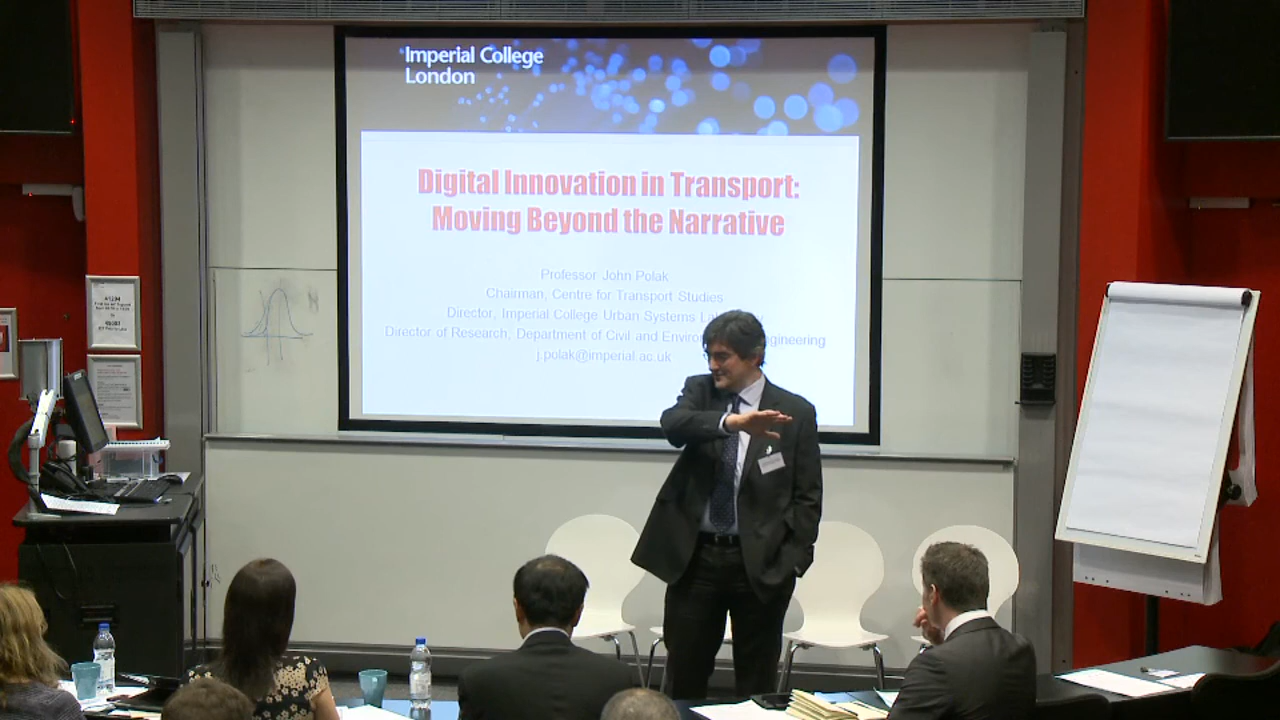 Imperial College
London
Digital Innovation in Transport:
Moving Beyond the Narrative
Professor John Polak
Chairman, Centre for Transport Studies
Director, Imperial College Urban Systems
Director of Research, Department of Civil and
j.polak@imperial.ac.uk